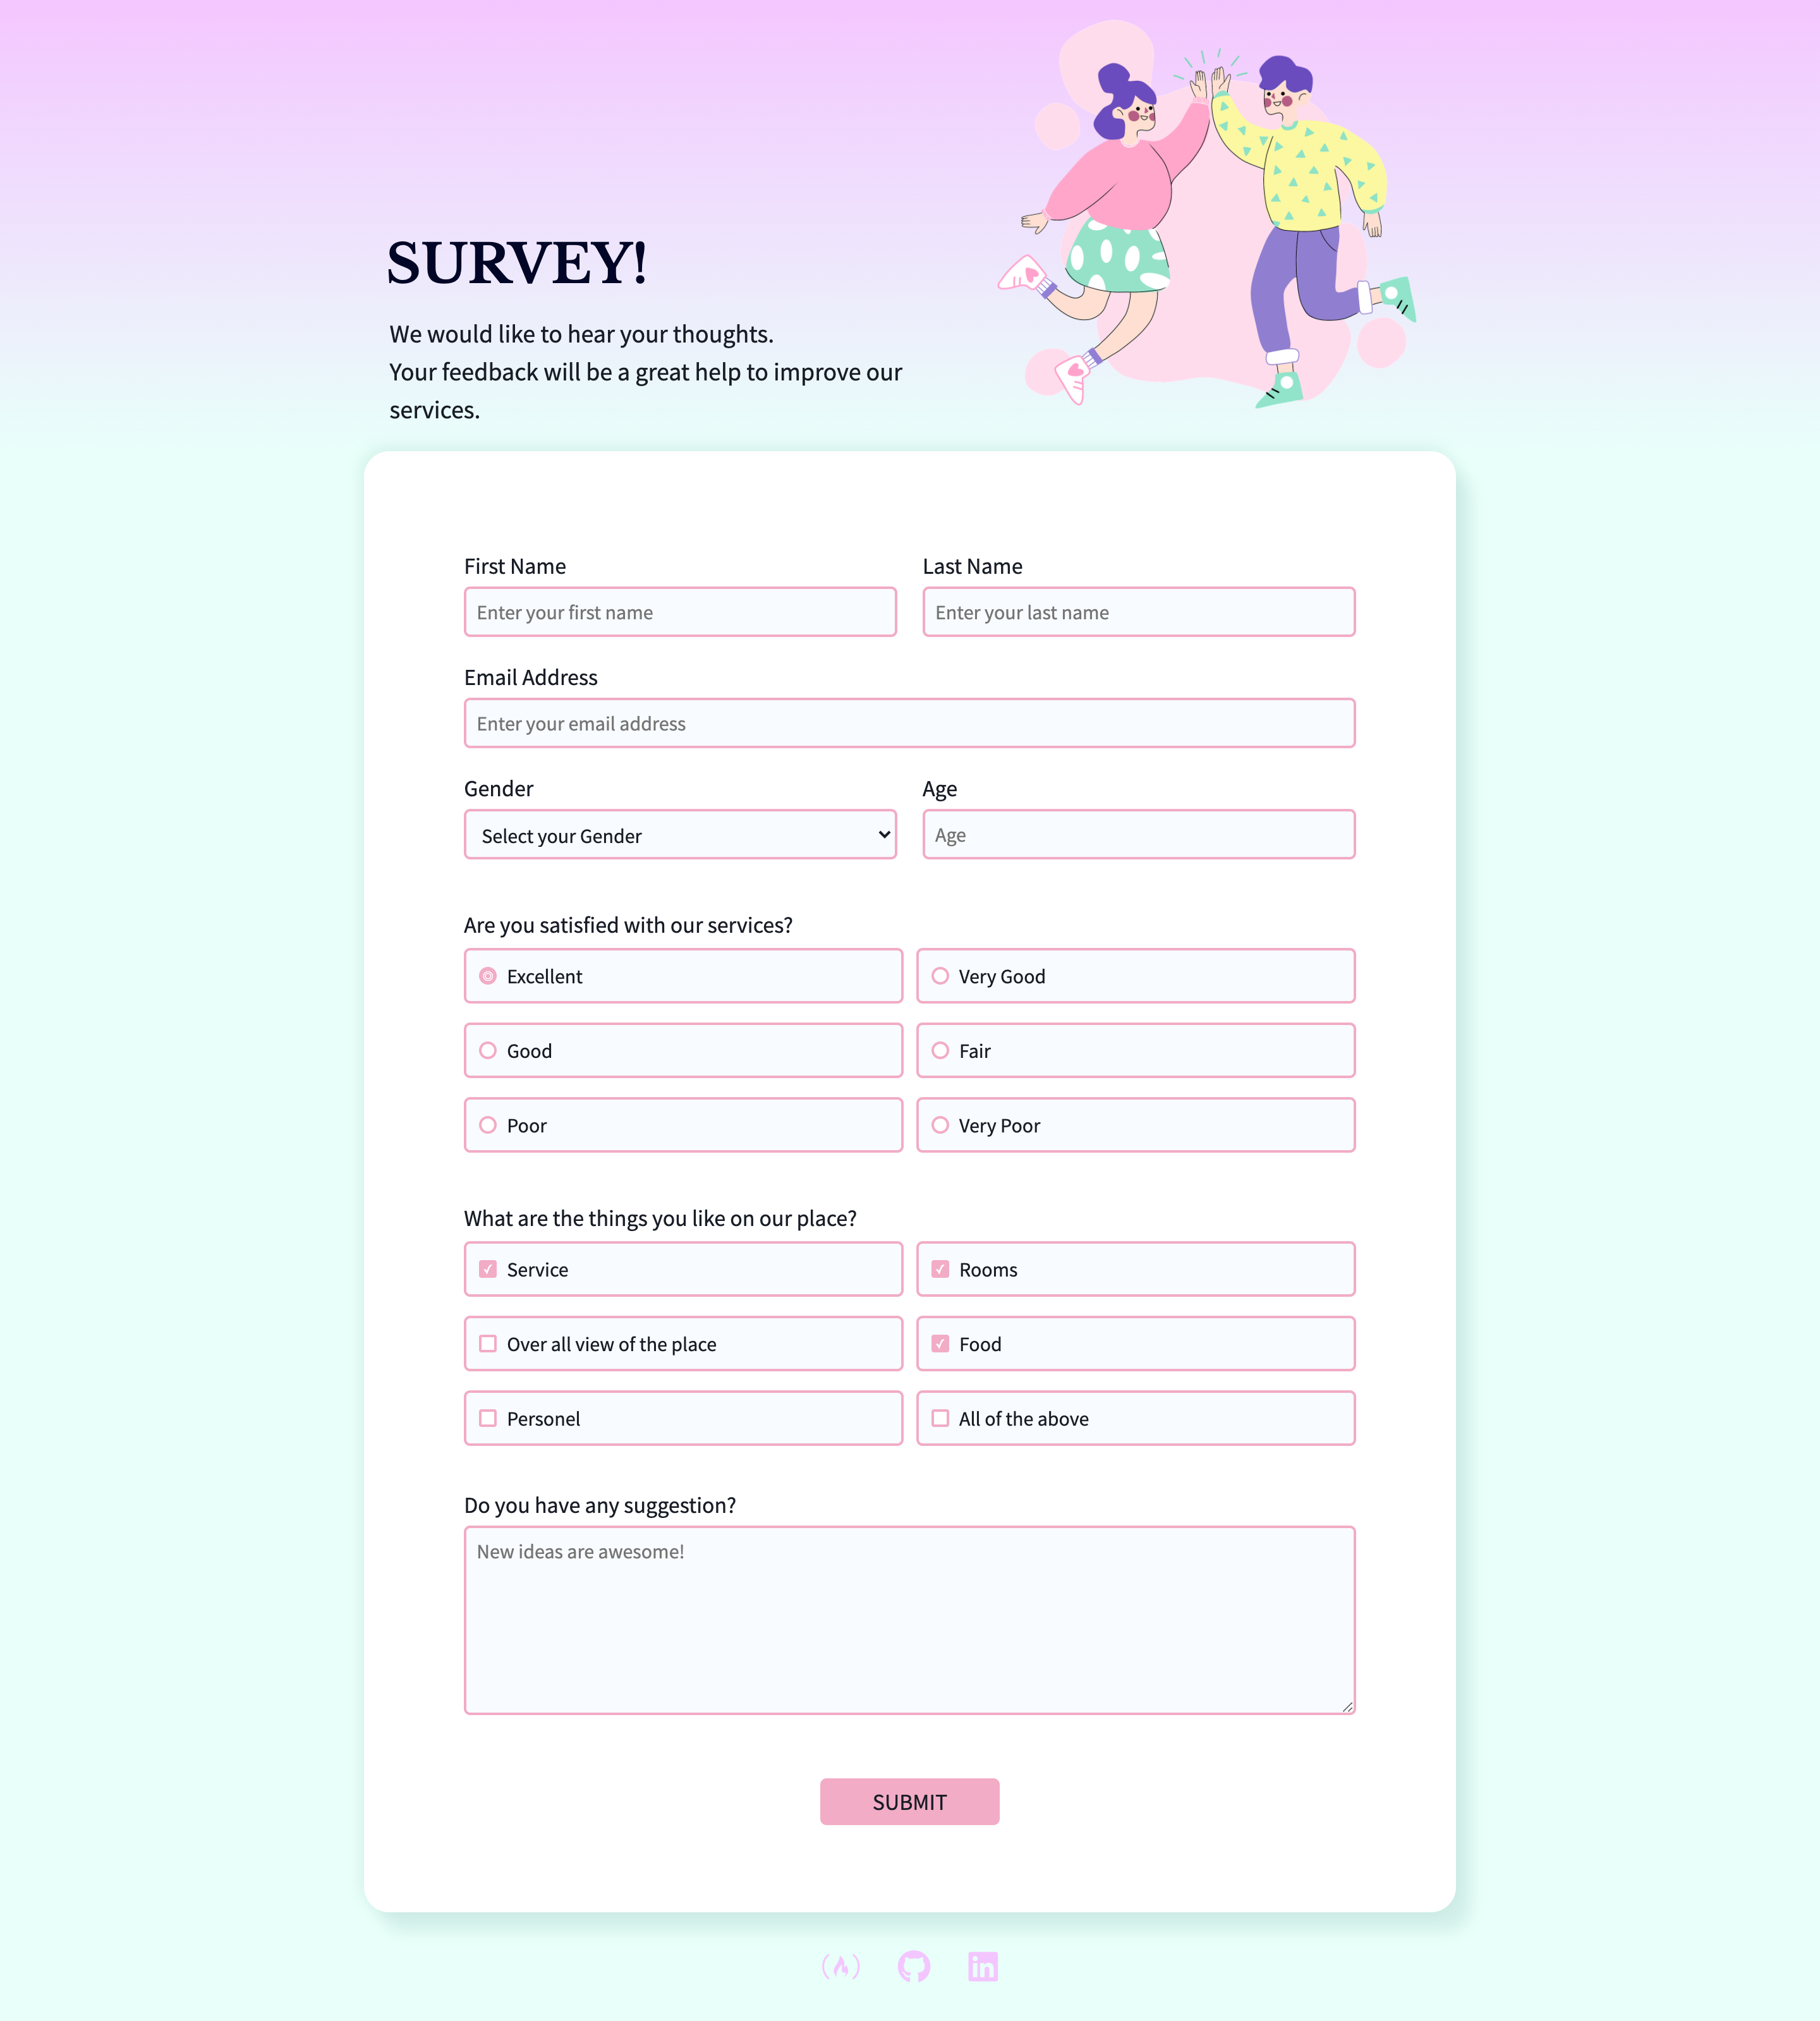 SURVEY!
We would like to hear your thoughts.
Your feedback will be a great help to improve our
services.
First Name
Last Name
Enter your first name
Enter your last name
Email Address
Enter your email address
Gender
Age
Select your Gender
Age
Are you satisfied with our services?
Excellent
Very Good
Good
Fair
Poor
Very Poor
What are the things you like on our place?
Service
Rooms
Over all view of the place
Food
Personel
All of the above
Do you have any suggestion?
New ideas are awesome!
SUBMIT
in